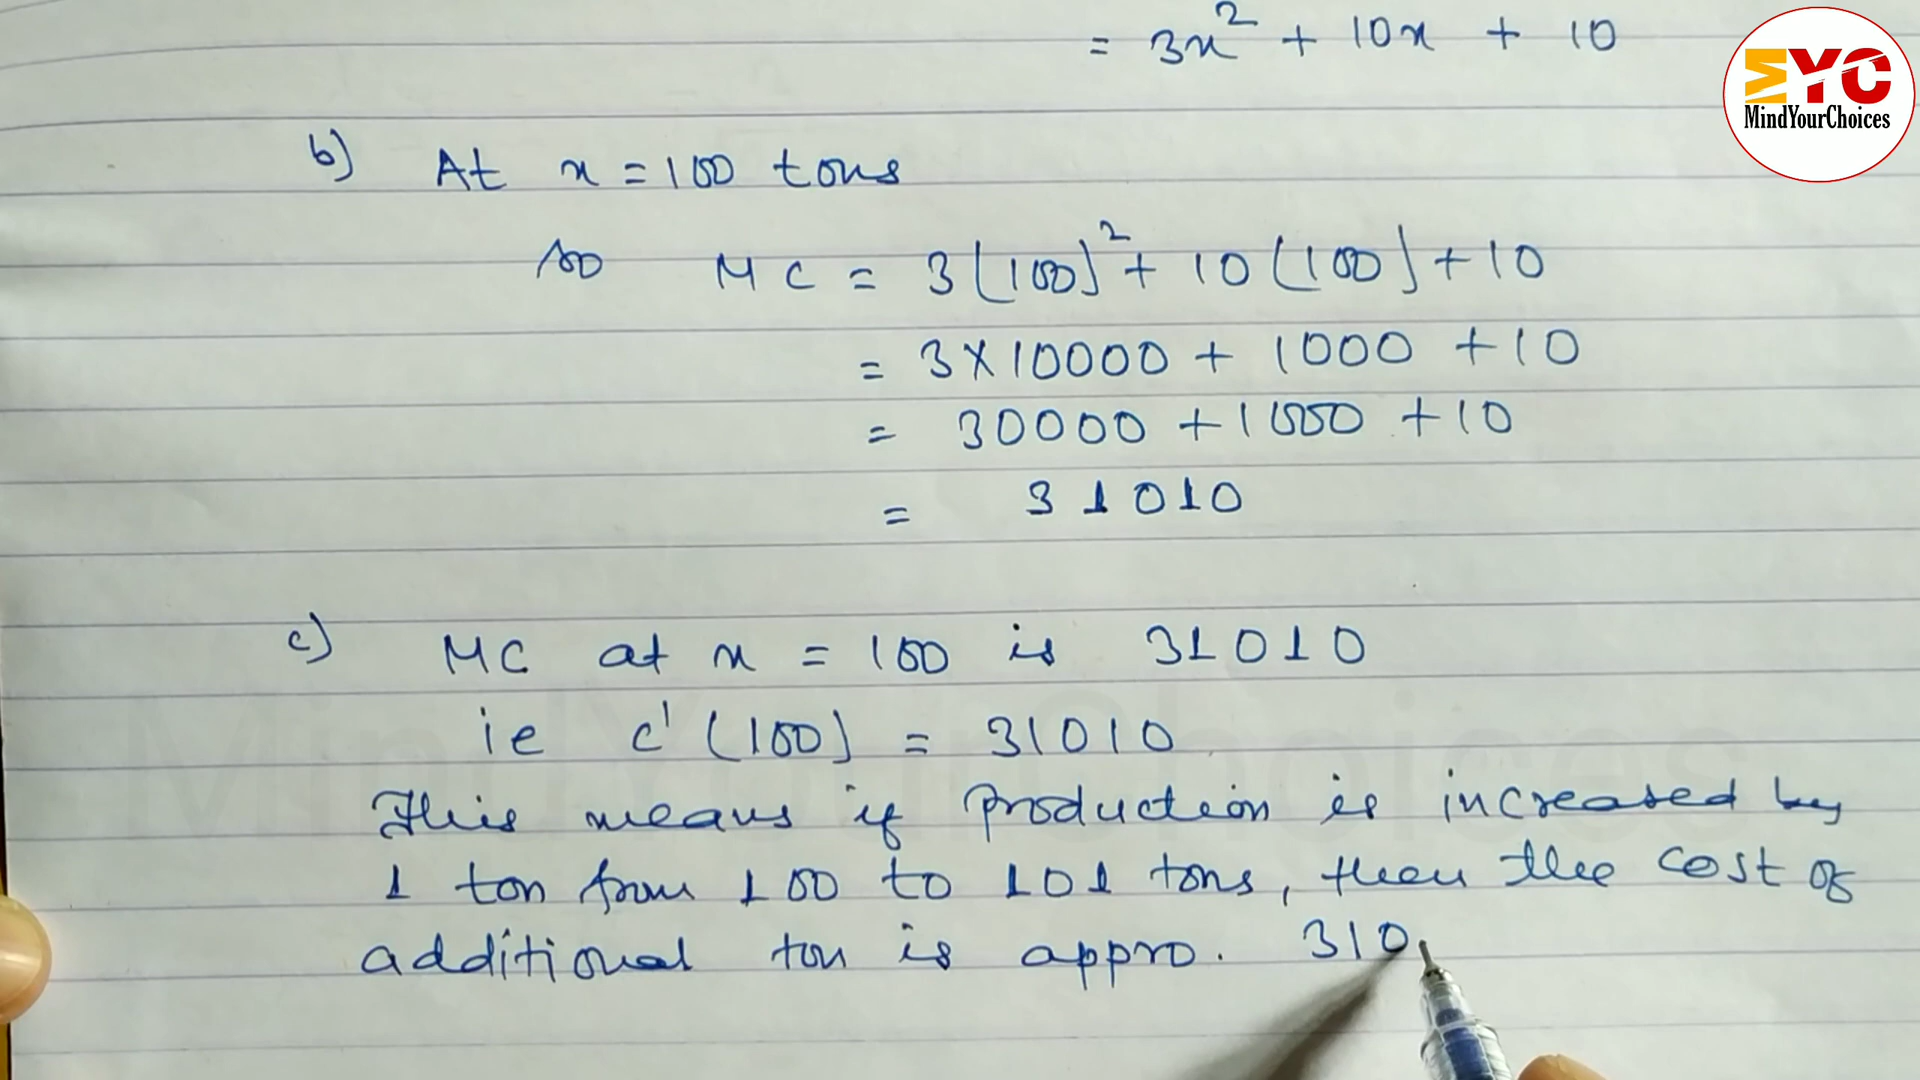 = 3x² + 10x + 10
MYC
MindYourChoices
b) At x = 100 tons
so MC = 3(100)² + 10(100) + 10
= 3×10000 + 1000 + 10
= 30000 + 1000 + 10
= 31010
c) MC at x = 100 is 31010
ie c'(100) = 31010
This means if production is increased by
1 ton from 100 to 101 tons, then the cost of
additional ton is appro. 310
MindYourChoices